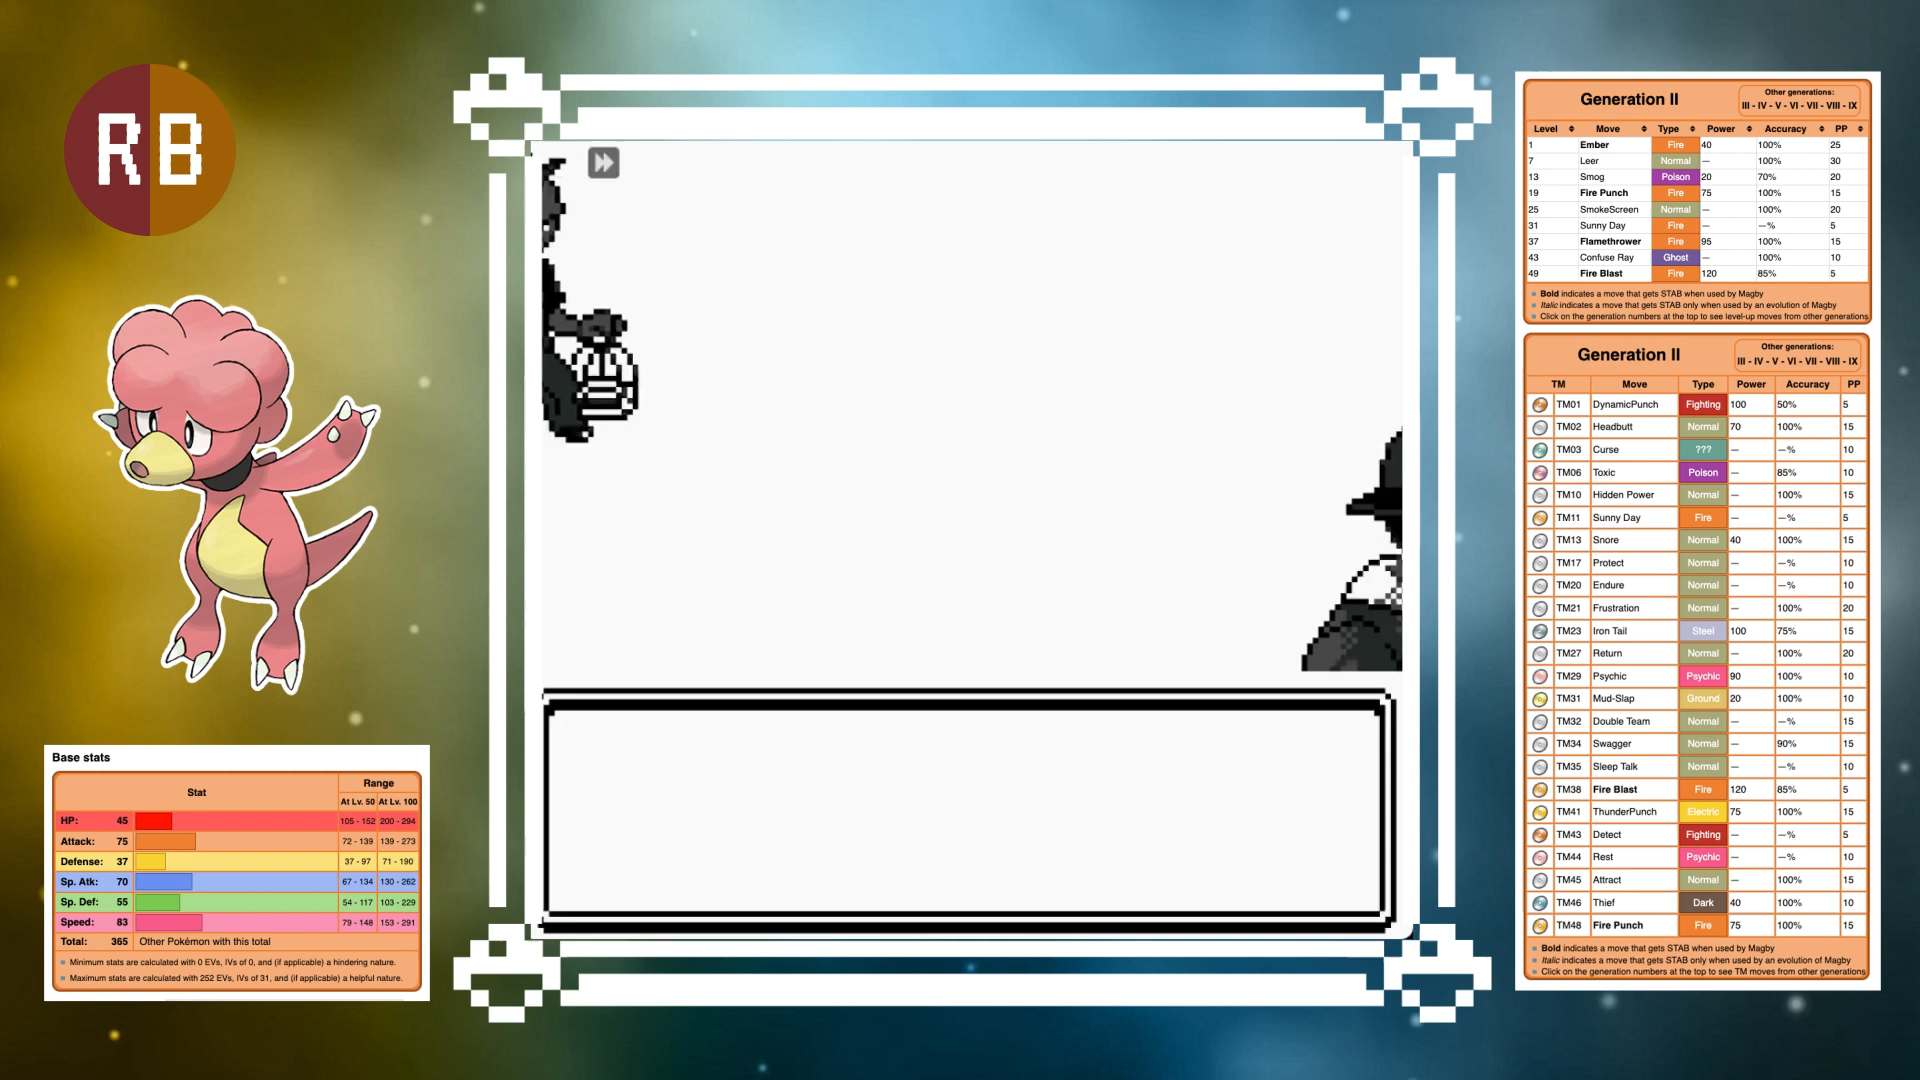 RB
Base stats
Stat Range
At Lv. 50 At Lv. 100
HP: 45 105 - 152 200 - 294
Attack: 75 72 - 139 139 - 273
Defense: 37 37 - 97 71 - 190
Sp. Atk: 70 67 - 134 130 - 262
Sp. Def: 55 54 - 117 103 - 229
Speed: 83 79 - 148 153 - 291
Total: 365 Other Pokémon with this total
Minimum stats are calculated with 0 EVs, IVs of 0, and (if applicable) a hindering nature.
Maximum stats are calculated with 252 EVs, IVs of 31, and (if applicable) a helpful nature.
Generation II Other generations:
III - IV - V - VI - VII - VIII - IX
Level Move Type Power Accuracy PP
1 Ember Fire 40 100% 25
7 Leer Normal — 100% 30
13 Smog Poison 20 70% 20
19 Fire Punch Fire 75 100% 15
25 SmokeScreen Normal — 100% 20
31 Sunny Day Fire — —% 5
37 Flamethrower Fire 95 100% 15
43 Confuse Ray Ghost — 100% 10
49 Fire Blast Fire 120 85% 5
Bold indicates a move that gets STAB when used by Magby
Italic indicates a move that gets STAB only when used by an evolution of Magby
Click on the generation numbers at the top to see level-up moves from other generations
Generation II Other generations:
III - IV - V - VI - VII - VIII - IX
TM Move Type Power Accuracy PP
TM01 DynamicPunch Fighting 100 50% 5
TM02 Headbutt Normal 70 100% 15
TM03 Curse ??? — —% 10
TM06 Toxic Poison — 85% 10
TM10 Hidden Power Normal — 100% 15
TM11 Sunny Day Fire — —% 5
TM13 Snore Normal 40 100% 15
TM17 Protect Normal — —% 10
TM20 Endure Normal — —% 10
TM21 Frustration Normal — 100% 20
TM23 Iron Tail Steel 100 75% 15
TM27 Return Normal — 100% 20
TM29 Psychic Psychic 90 100% 10
TM31 Mud-Slap Ground 20 100% 10
TM32 Double Team Normal — —% 15
TM34 Swagger Normal — 90% 15
TM35 Sleep Talk Normal — —% 10
TM38 Fire Blast Fire 120 85% 5
TM41 ThunderPunch Electric 75 100% 15
TM43 Detect Fighting — —% 5
TM44 Rest Psychic — —% 10
TM45 Attract Normal — 100% 15
TM46 Thief Dark 40 100% 10
TM48 Fire Punch Fire 75 100% 15
Bold indicates a move that gets STAB when used by Magby
Italic indicates a move that gets STAB only when used by an evolution of Magby
Click on the generation numbers at the top to see TM moves from other generations